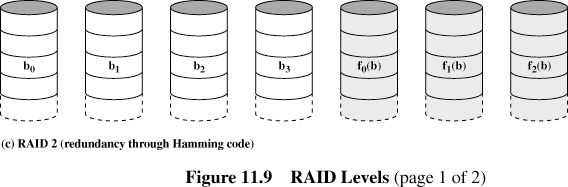 b0 b1 b2 b3 f0(b) f1(b) f2(b)
(c) RAID 2 (redundancy through Hamming code)
Figure 11.9 RAID Levels (page 1 of 2)